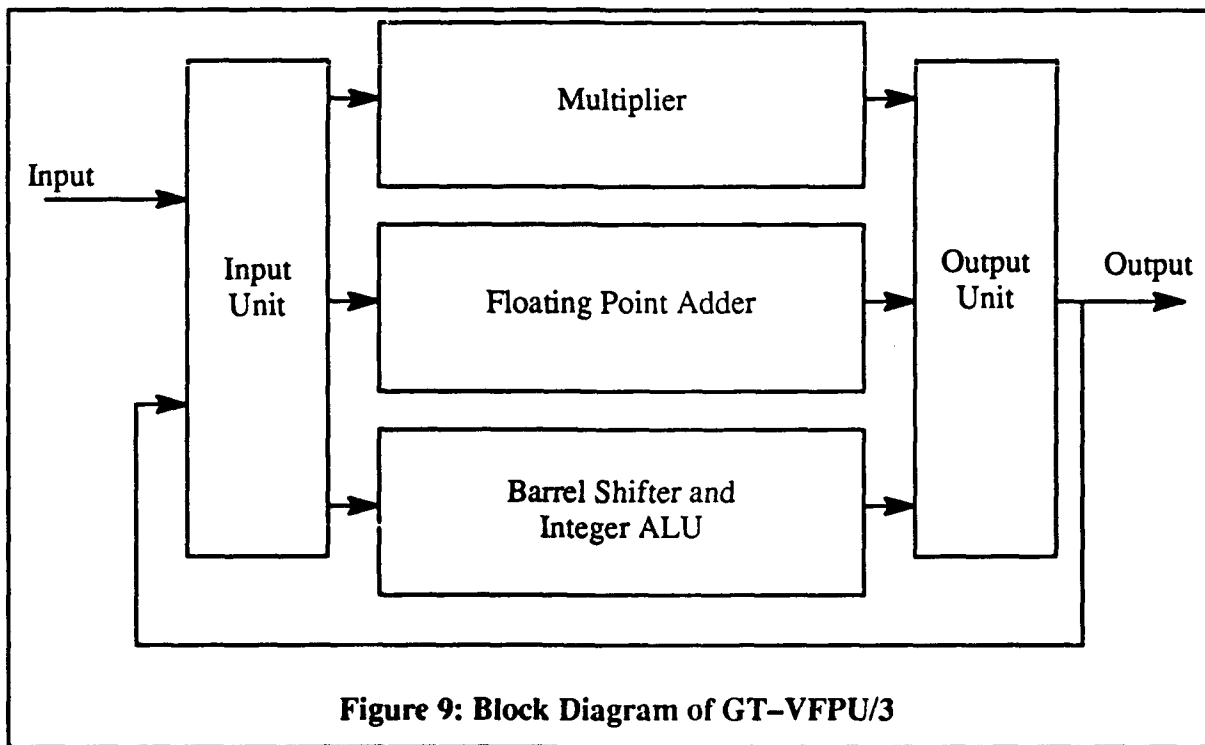 Multiplier
Input
Input
Unit
Floating Point Adder
Output
Unit
Output
Barrel Shifter and
Integer ALU
Figure 9: Block Diagram of GT–VFPU/3